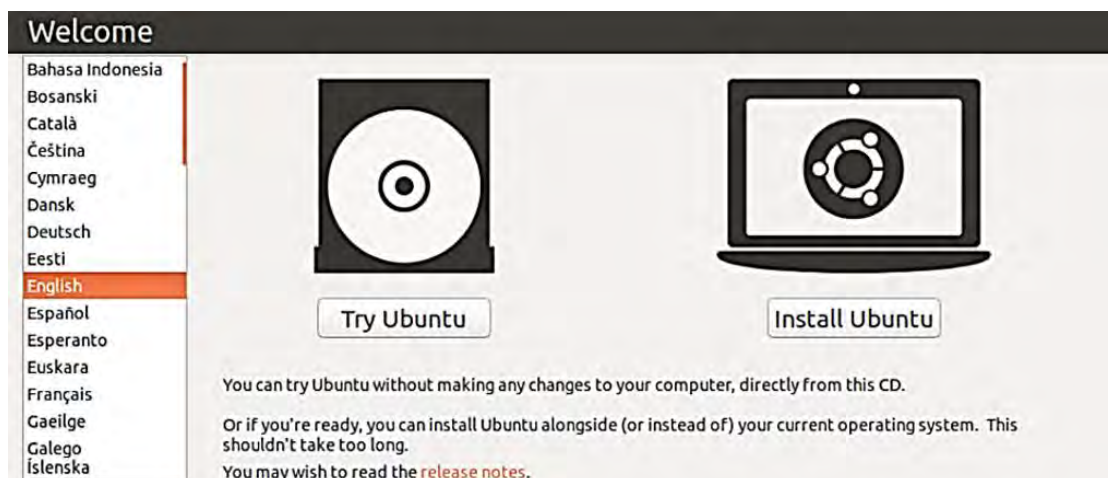 Welcome
Bahasa Indonesia
Bosanski
Català
Čeština
Cymraeg
Dansk
Deutsch
Eesti
English
Español
Esperanto
Euskara
Français
Gaeilge
Galego
Íslenska
Try Ubuntu
Install Ubuntu
You can try Ubuntu without making any changes to your computer, directly from this CD.
Or if you're ready, you can install Ubuntu alongside (or instead of) your current operating system. This
shouldn't take too long.
You may wish to read the release notes.